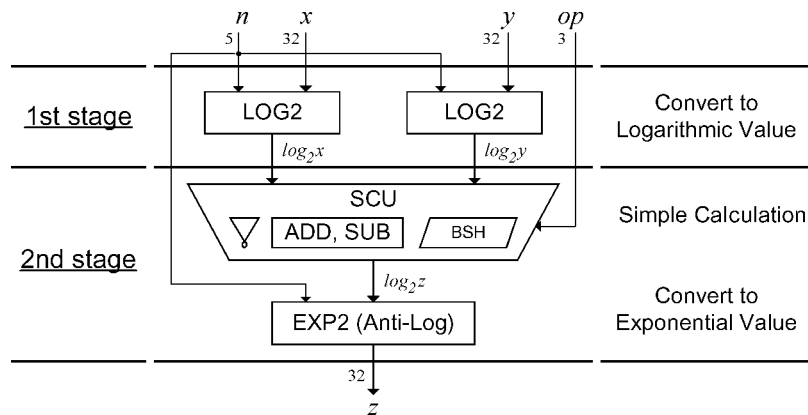 n x y op
5 32 32 3
1st stage
LOG2 LOG2
Convert to
Logarithmic Value
log2x log2y
SCU
ADD, SUB BSH
Simple Calculation
2nd stage
log2z
EXP2 (Anti-Log)
Convert to
Exponential Value
32
z